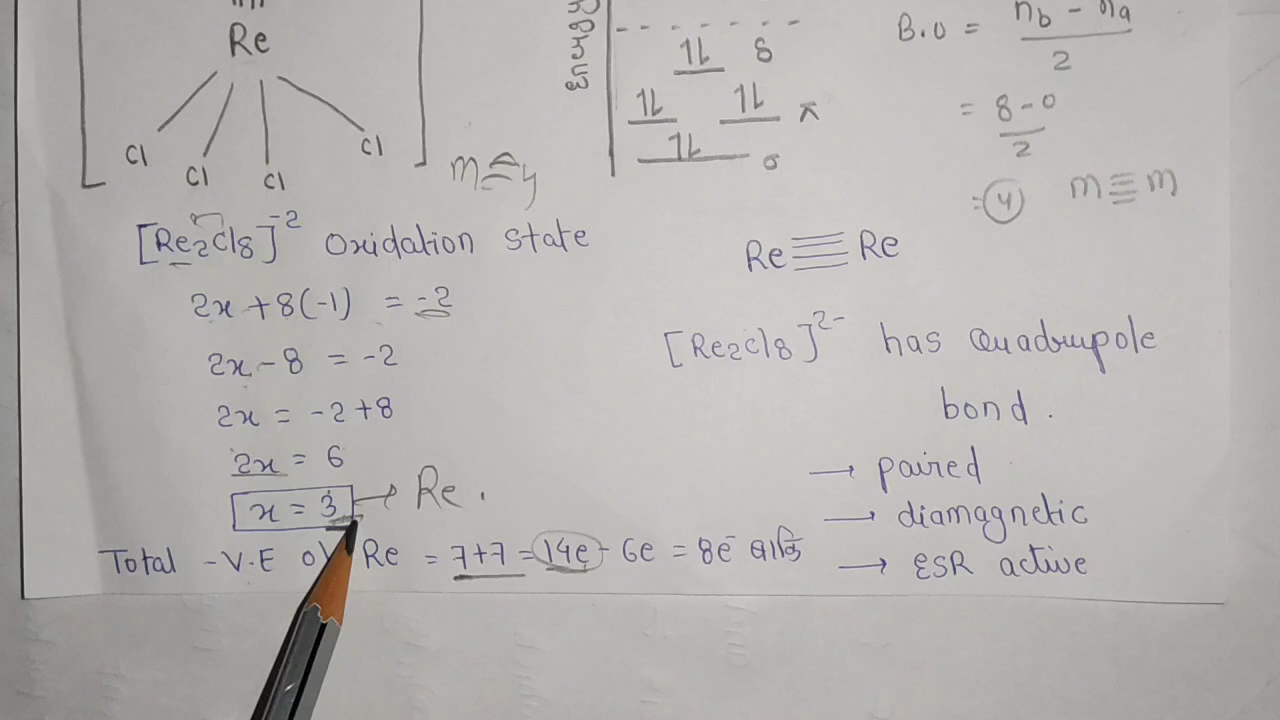 Re
Cl Cl Cl Cl
M≣y
Energy
1L δ
1L 1L π
1L σ
B.O = nb - na / 2
= 8-0 / 2
= 4 M≣M
[Re2Cl8]⁻² Oxidation State
2x + 8(-1) = -2
2x - 8 = -2
2x = -2+8
2x = 6
x = 3 → Re.
Total -V.E of Re = 7+7 = 14e - 6e = 8e⁻ बाकि
Re≣Re
[Re2Cl8]²⁻ has Quadrupole
bond.
→ paired
→ diamagnetic
→ ESR active